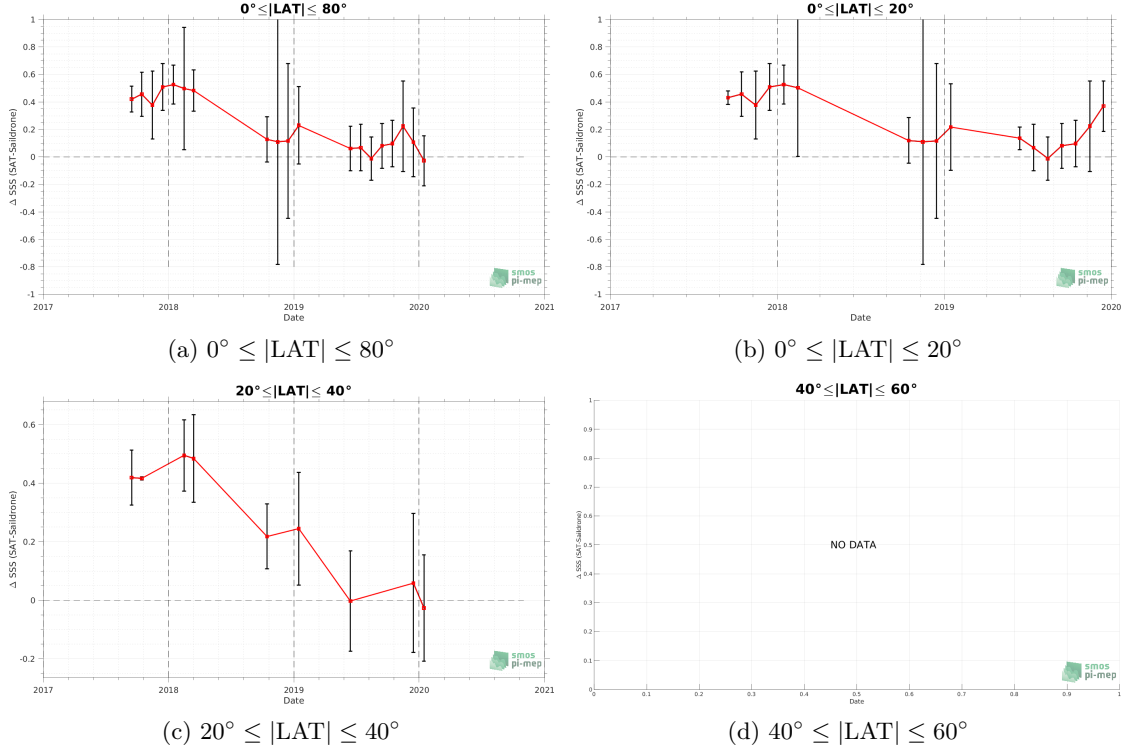 0°≤|LAT|≤ 80°
1
0.8
0.6
0.4
0.2
0
-0.2
-0.4
-0.6
-0.8
-1
Δ SSS (SAT-Saildrone)
2017
2018
2019
2020
2021
Date
smos
pi-mep
(a) 0° ≤ |LAT| ≤ 80°
0°≤|LAT|≤ 20°
1
0.8
0.6
0.4
0.2
0
-0.2
-0.4
-0.6
-0.8
-1
Δ SSS (SAT-Saildrone)
2017
2018
2019
2020
Date
smos
pi-mep
(b) 0° ≤ |LAT| ≤ 20°
20°≤|LAT|≤ 40°
0.6
0.4
0.2
0
-0.2
Δ SSS (SAT-Saildrone)
2017
2018
2019
2020
2021
Date
smos
pi-mep
(c) 20° ≤ |LAT| ≤ 40°
40°≤|LAT|≤ 60°
1
0.9
0.8
0.7
0.6
0.5
0.4
0.3
0.2
0.1
0
Δ SSS (SAT-Saildrone)
NO DATA
0
0.1
0.2
0.3
0.4
0.5
0.6
0.7
0.8
0.9
1
Date
smos
pi-mep
(d) 40° ≤ |LAT| ≤ 60°